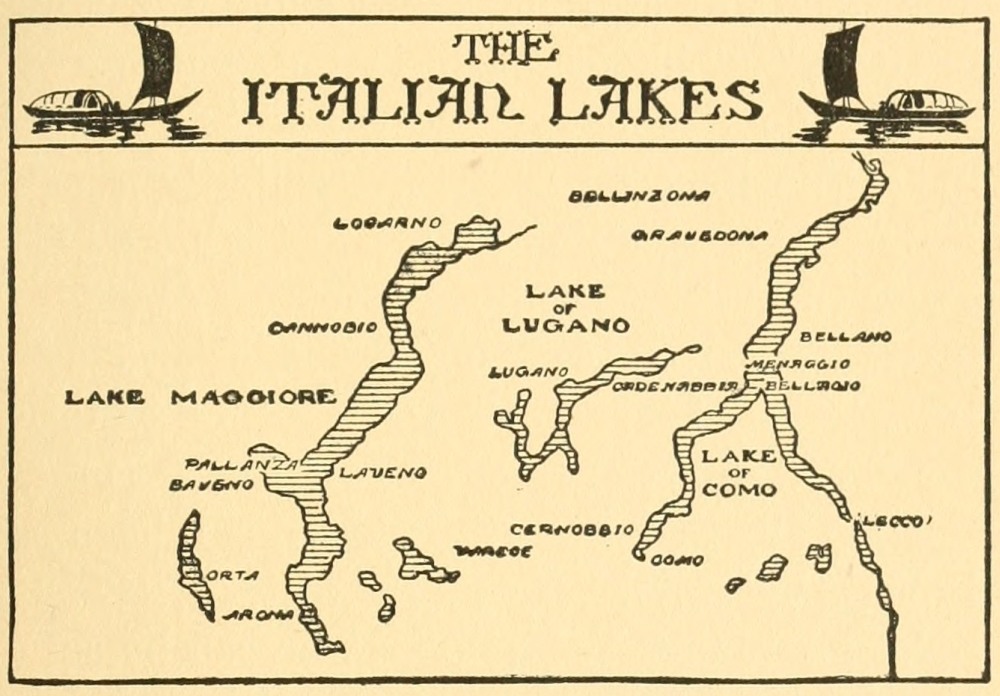 THE
ITALIAN LAKES
BELLINZONA
LOCARNO
GRAVEDONA
LAKE
OF
LUGANO
CANNOBIO
BELLANO
MENAGGIO
LUGANO
CADENABBIA
BELLAGIO
LAKE MAGGIORE
LAKE
OF
COMO
PALLANZA
LAVENO
BAVENO
LECCO
CERNOBBIO
VARESE
COMO
ORTA
ARONA